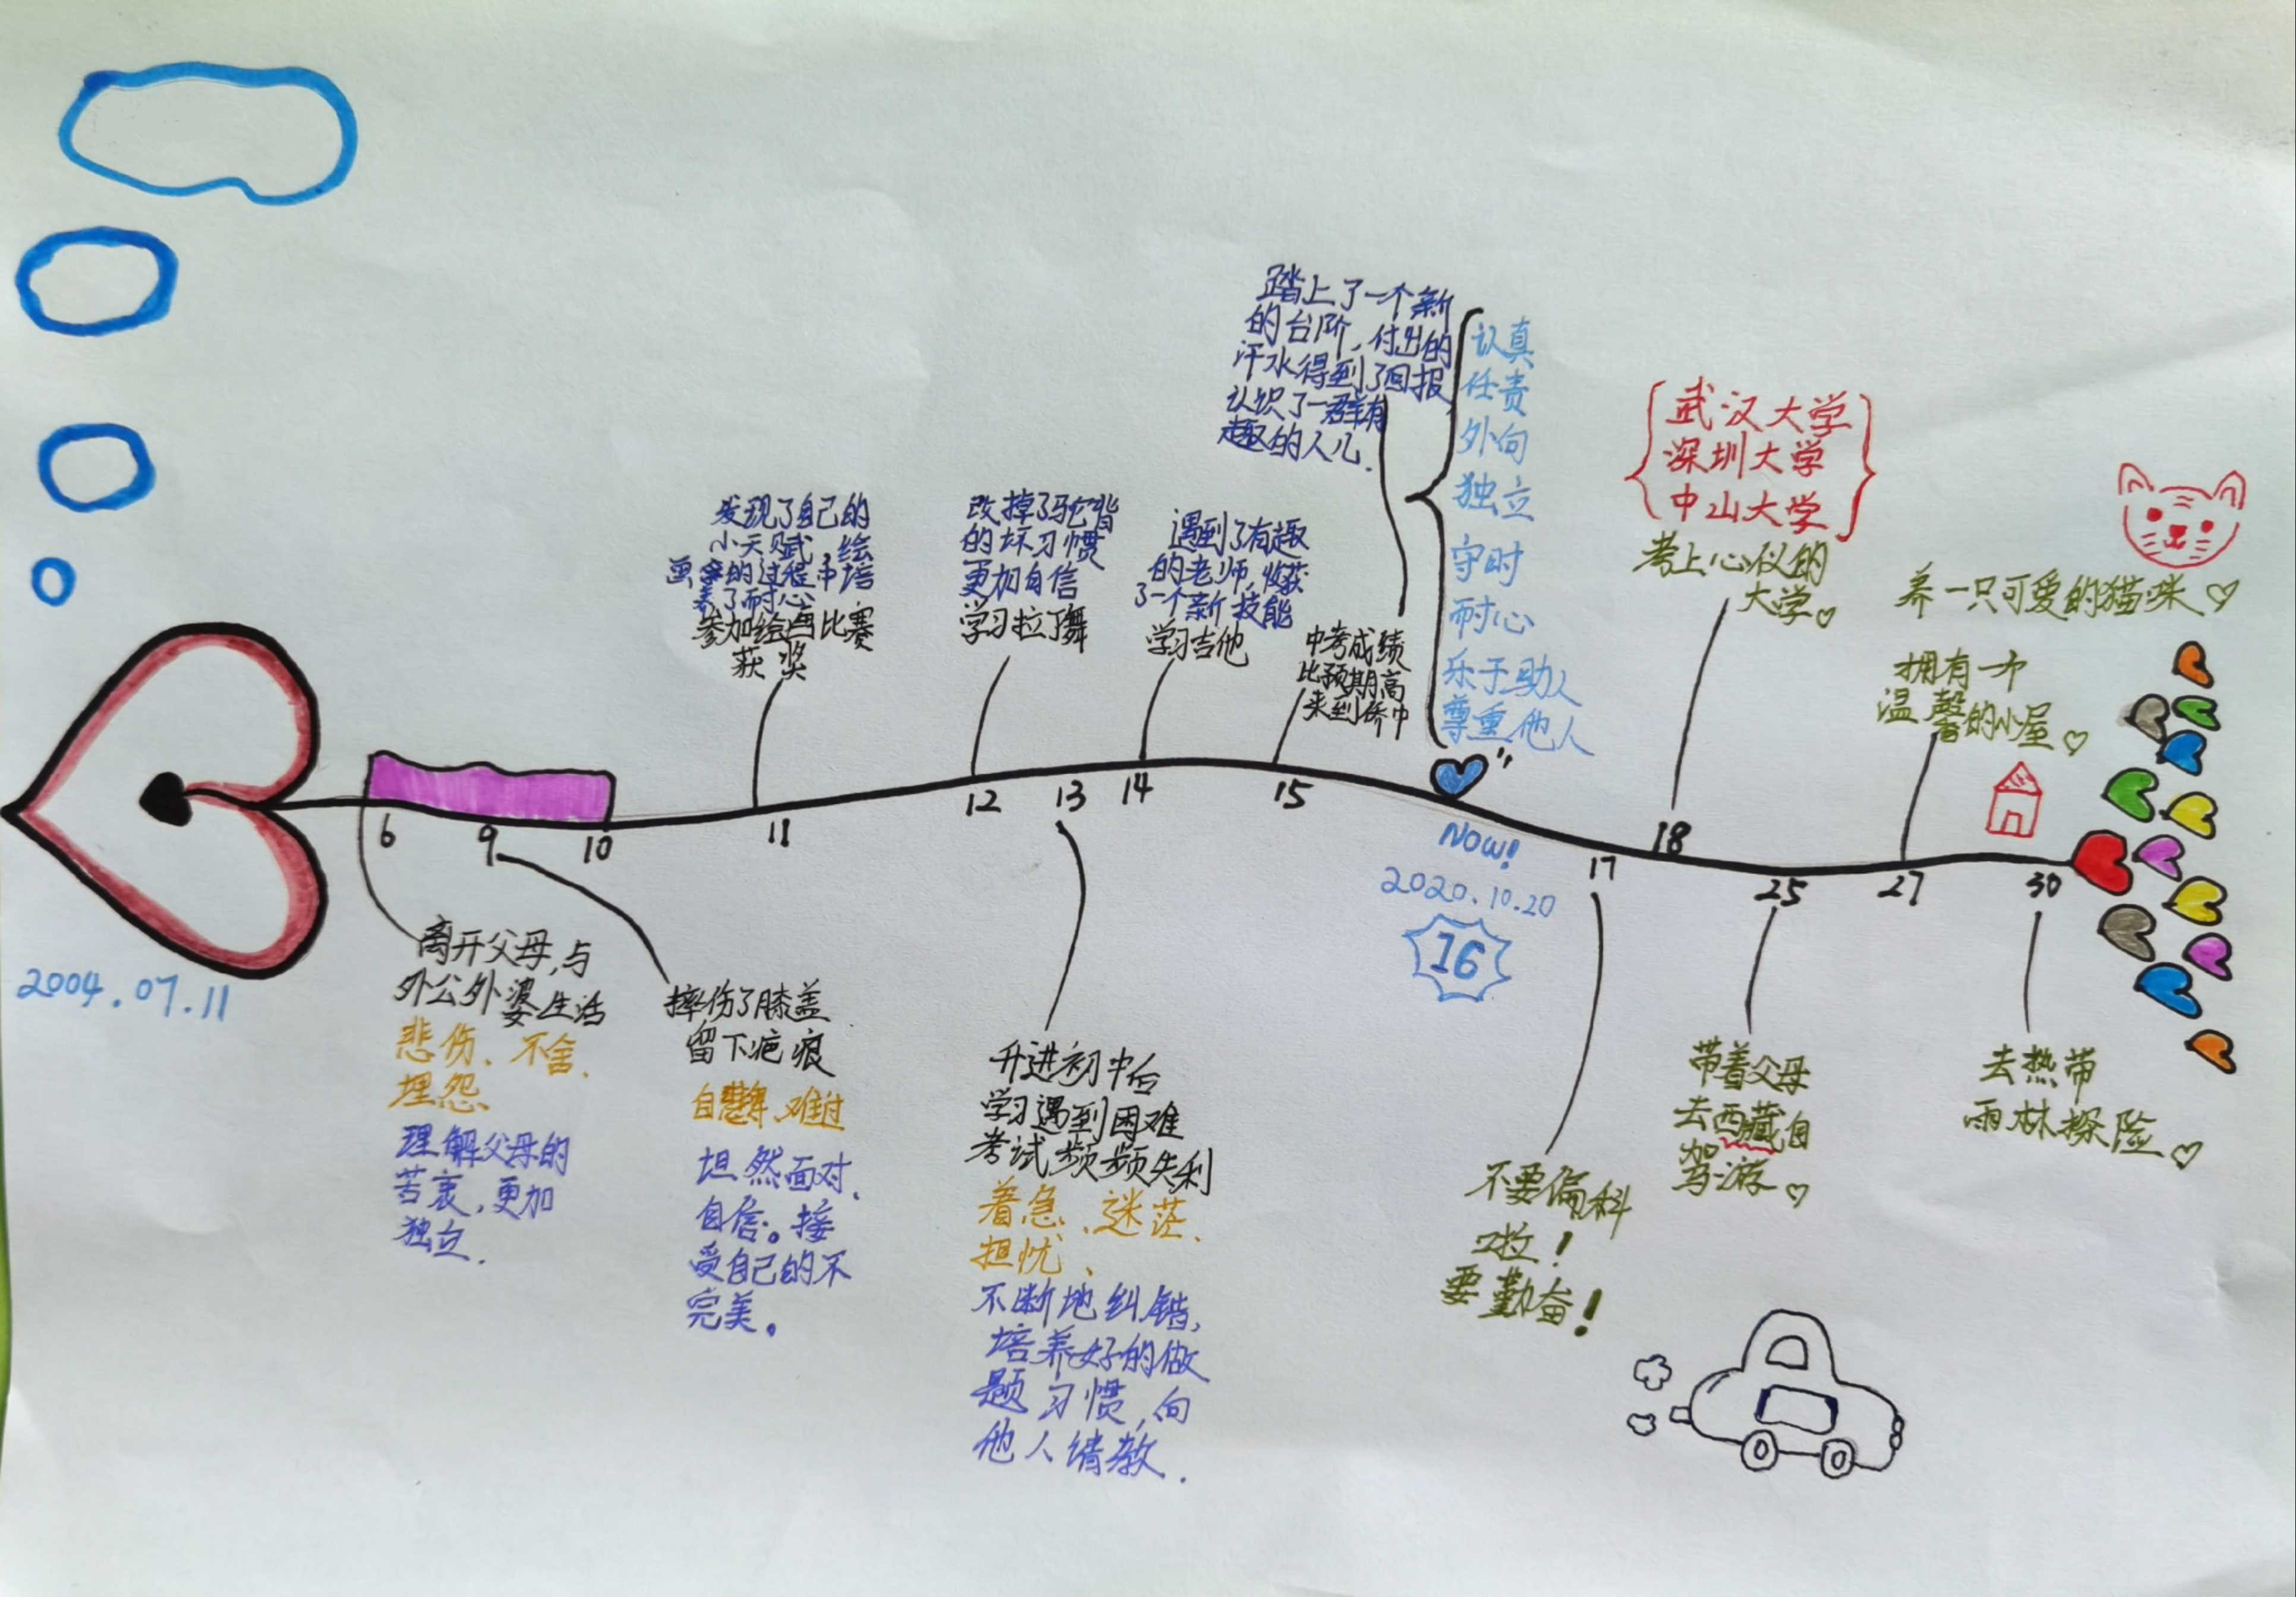 踏上了一个新
的台阶，付出的
汗水得到了回报
认识了一群有
趣的人儿.
认真
任责
外向
独立
守时
耐心
乐于助人
尊重他人
武汉大学
深圳大学
中山大学
考上心仪的
大学
养一只可爱的猫咪
发现了自己的
小天赋，绘
画的过程中培
养了耐心
参加绘画比赛
获奖
改掉了驼背
的坏习惯
更加自信
学习拉丁舞
遇到了有趣
的老师，收获
了一个新技能
学习吉他
中考成绩
比预期高
来到侨中
拥有一个
温馨的小屋
6
9
10
11
12
13
14
15
17
18
25
27
30
Now!
2020.10.20
16
2004.07.11
离开父母，与
外公外婆生活
悲伤、不舍、
埋怨、
理解父母的
苦衷，更加
独立.
摔伤了膝盖
留下疤痕
自卑、难过
坦然面对、
自信。接
受自己的不
完美。
升进初中后
学习遇到困难
考试频频失利
着急、迷茫、
担忧、
不断地纠错，
培养好的做
题习惯，向
他人请教.
不要偏科
啦！
要勤奋！
带着父母
去西藏自
驾游。
去热带
雨林探险。